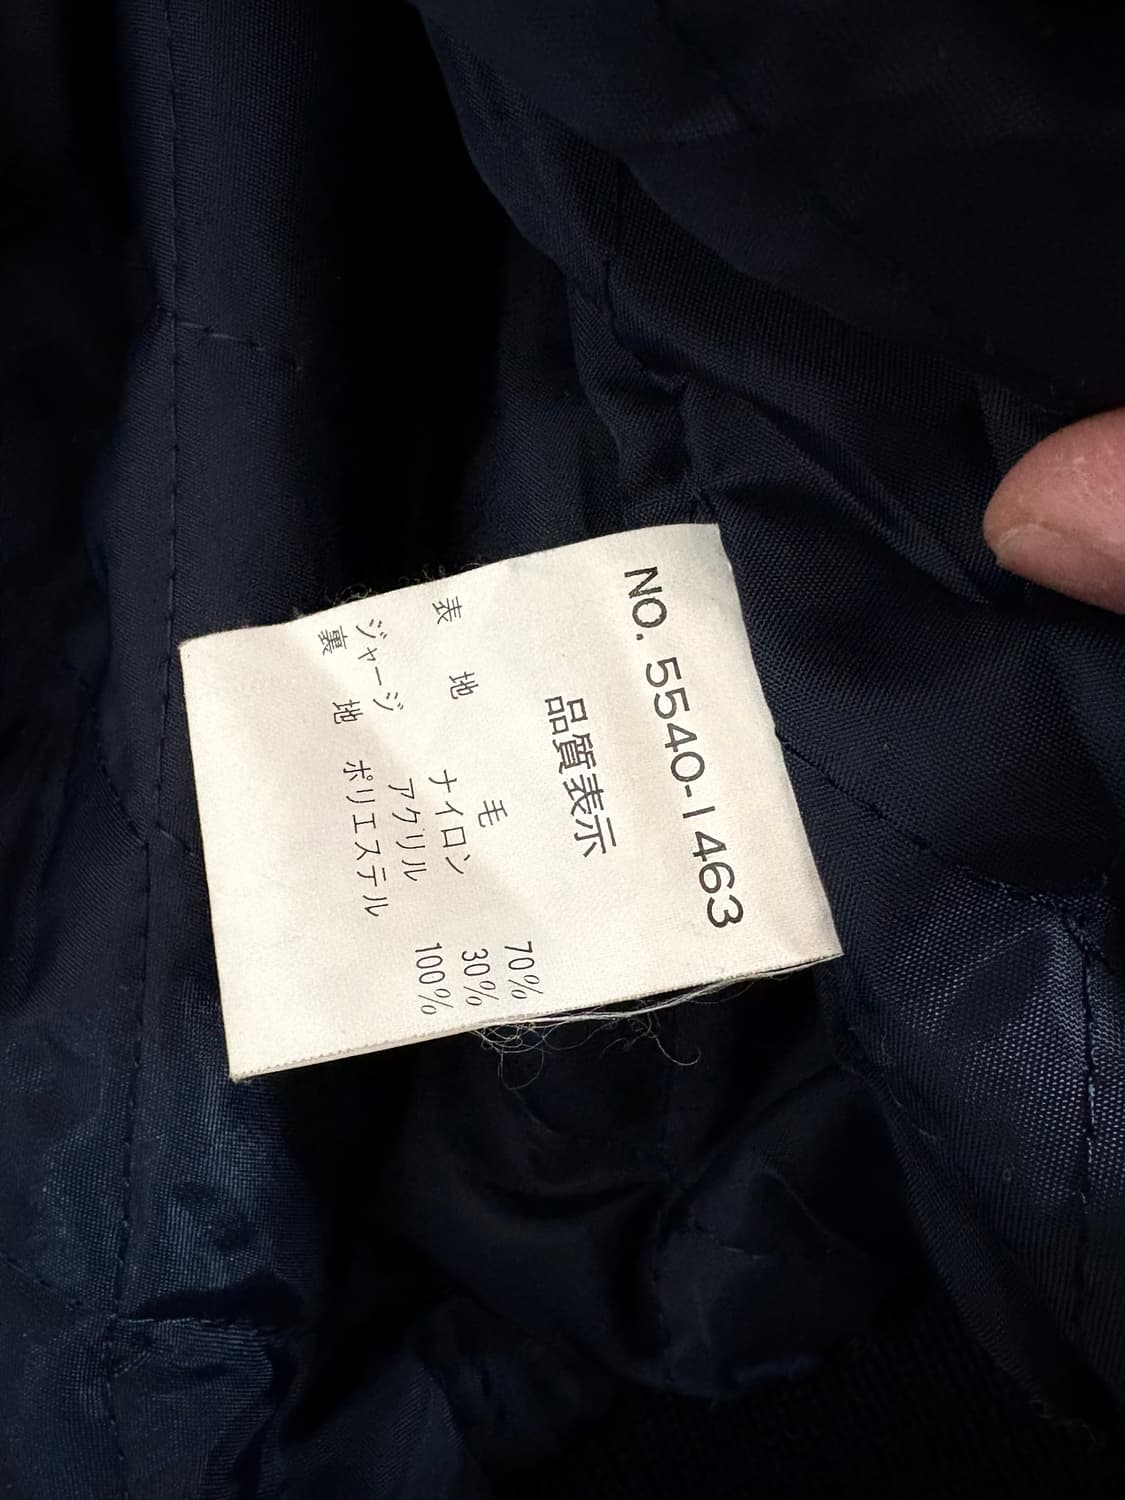 NO. 5540-1463
品質表示
毛 70%
表 地 ナイロン 30%
アクリル 100%
ジャージ
裏 地 ポリエステル